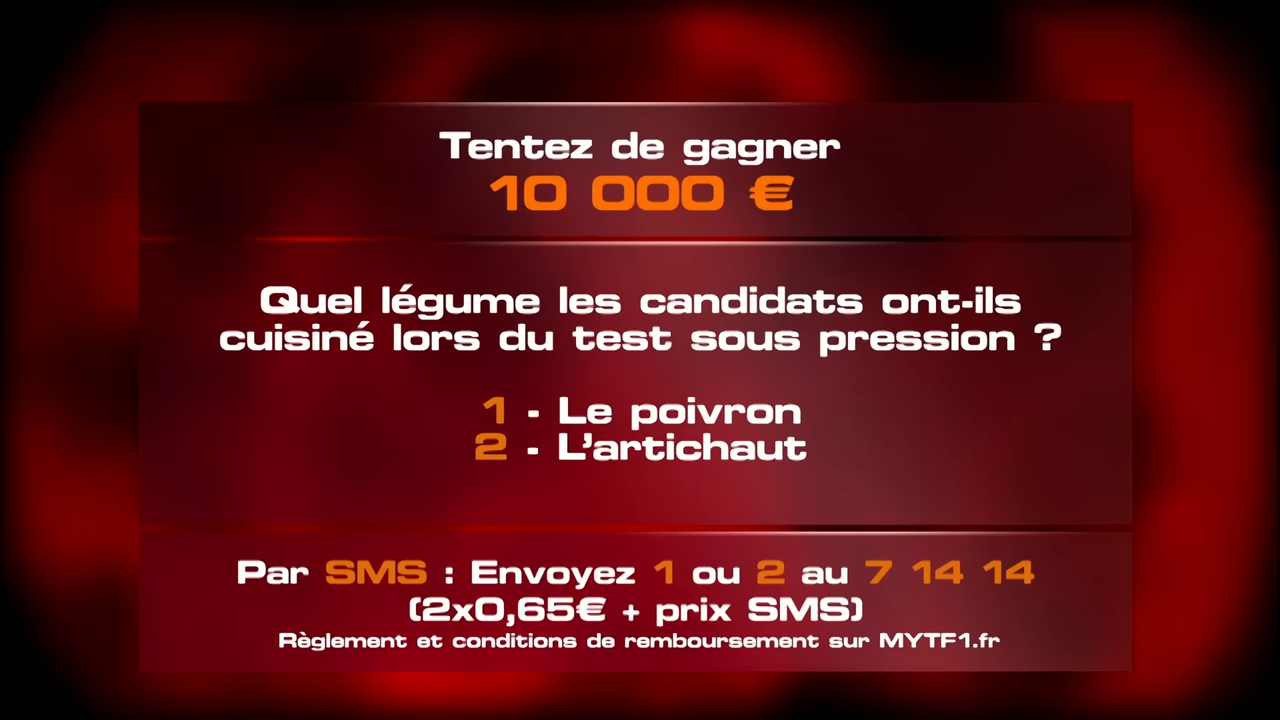 Tentez de gagner
10 000 €
Quel légume les candidats ont-ils
cuisiné lors du test sous pression ?
1 - Le poivron
2 - L'artichaut
Par SMS : Envoyez 1 ou 2 au 7 14 14
(2x0,65€ + prix SMS)
Règlement et conditions de remboursement sur MYTF1.fr